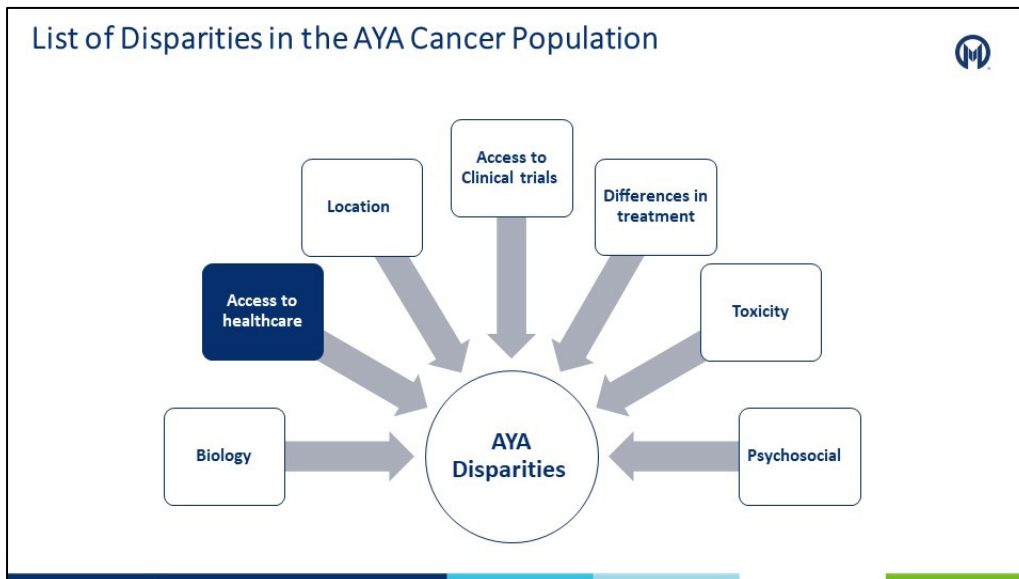 List of Disparities in the AYA Cancer Population
Access to
Clinical trials
Location
Differences in
treatment
Access to
healthcare
Toxicity
Biology
AYA
Disparities
Psychosocial